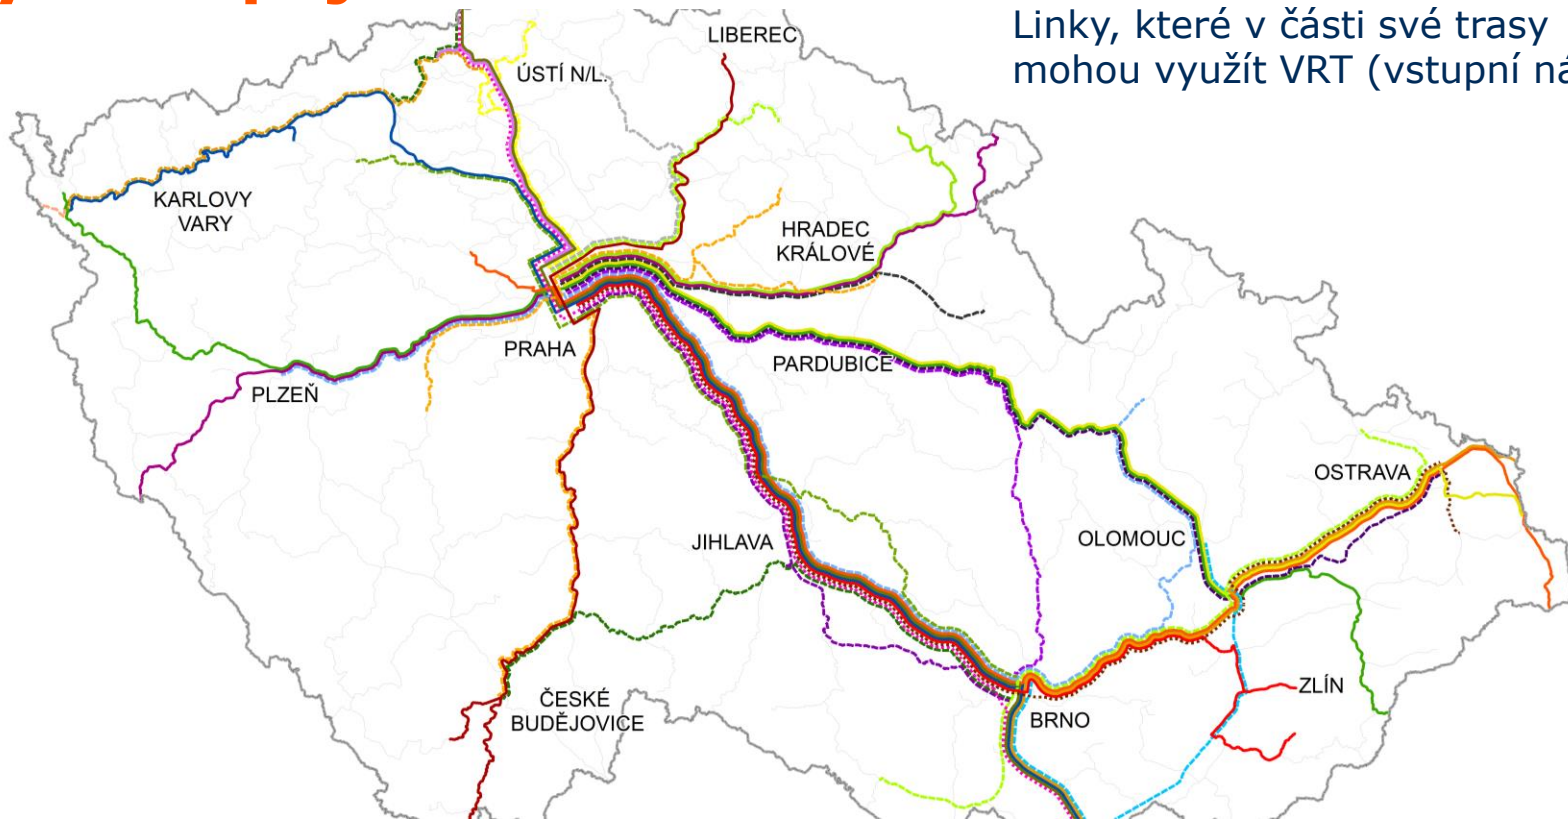 Linky, které v části své trasy
mohou využít VRT (vstupní
LIBEREC
ÚSTÍ N/L.
KARLOVY
VARY
HRADEC
KRÁLOVÉ
PRAHA
PARDUBICE
PLZEŇ
OSTRAVA
JIHLAVA
OLOMOUC
ČESKÉ
BUDĚJOVICE
ZLÍN
BRNO